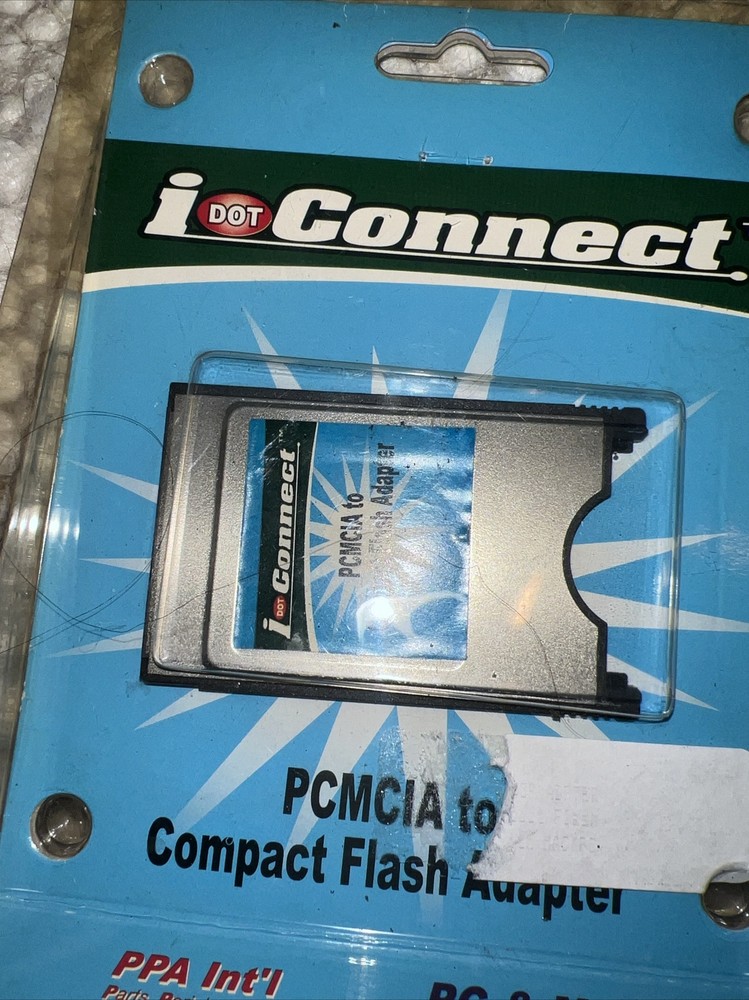 i DOT Connect
i DOT Connect
PCMCIA to
Flash Adapter
PCMCIA to
Compact Flash Adapter
PPA Int'l